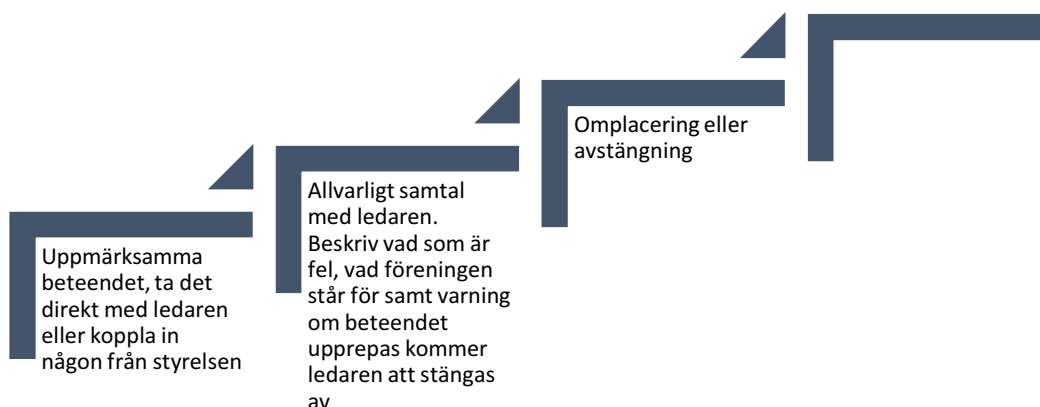 Uppmärksamma
beteendet, ta det
direkt med ledaren
eller koppla in
någon från styrelsen
Allvarligt samtal
med ledaren.
Beskriv vad som är
fel, vad föreningen
står för samt varning
om beteendet
upprepas kommer
ledaren att stängas
av
Omplacering eller
avstängning